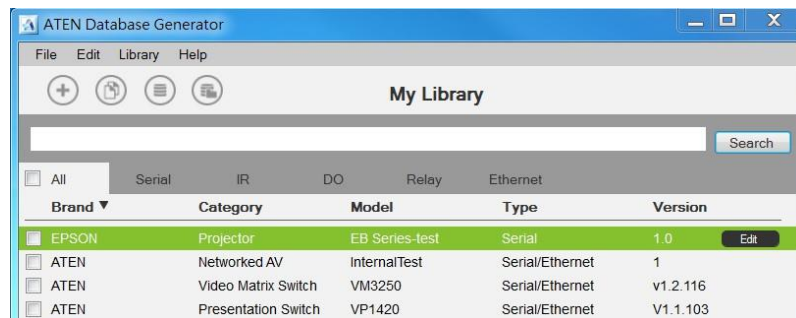 ATEN Database Generator
File Edit Library Help
My Library
Search
All Serial IR DO Relay Ethernet
Brand ▼ Category Model Type Version
EPSON Projector EB Series-test Serial 1.0 Edit
ATEN Networked AV InternalTest Serial/Ethernet 1
ATEN Video Matrix Switch VM3250 Serial/Ethernet v1.2.116
ATEN Presentation Switch VP1420 Serial/Ethernet V1.1.103